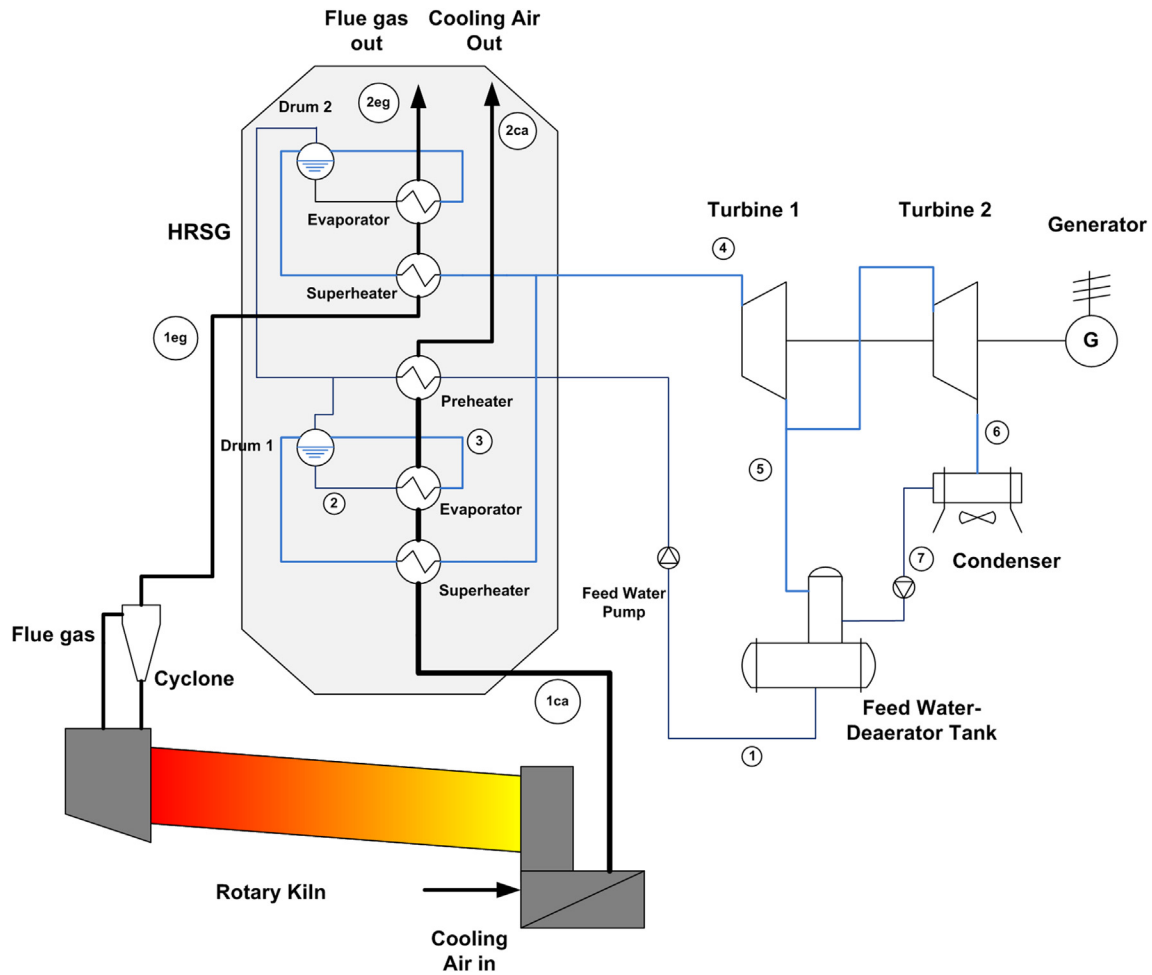 Flue gas
out
Cooling Air
Out
Drum 2
2eg
2ca
Evaporator
HRSG
Superheater
1eg
Turbine 1
Turbine 2
Generator
4
G
Preheater
Drum 1
3
2
Evaporator
Superheater
5
6
7
Condenser
Feed Water
Pump
Flue gas
Cyclone
1ca
Feed Water-
Deaerator Tank
1
Rotary Kiln
Cooling
Air in